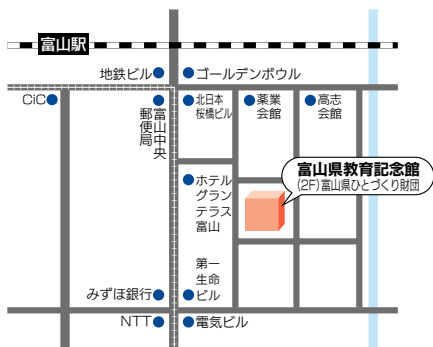 富山駅
地鉄ビル
ゴールデンボウル
CiC
富山中央
郵便局
北日本
桜橋ビル
薬業
会館
高志
会館
富山県教育記念館
(2F)富山県ひとづくり財団
ホテル
グラン
テラス
富山
第一
生命
ビル
みずほ銀行
NTT
電気ビル